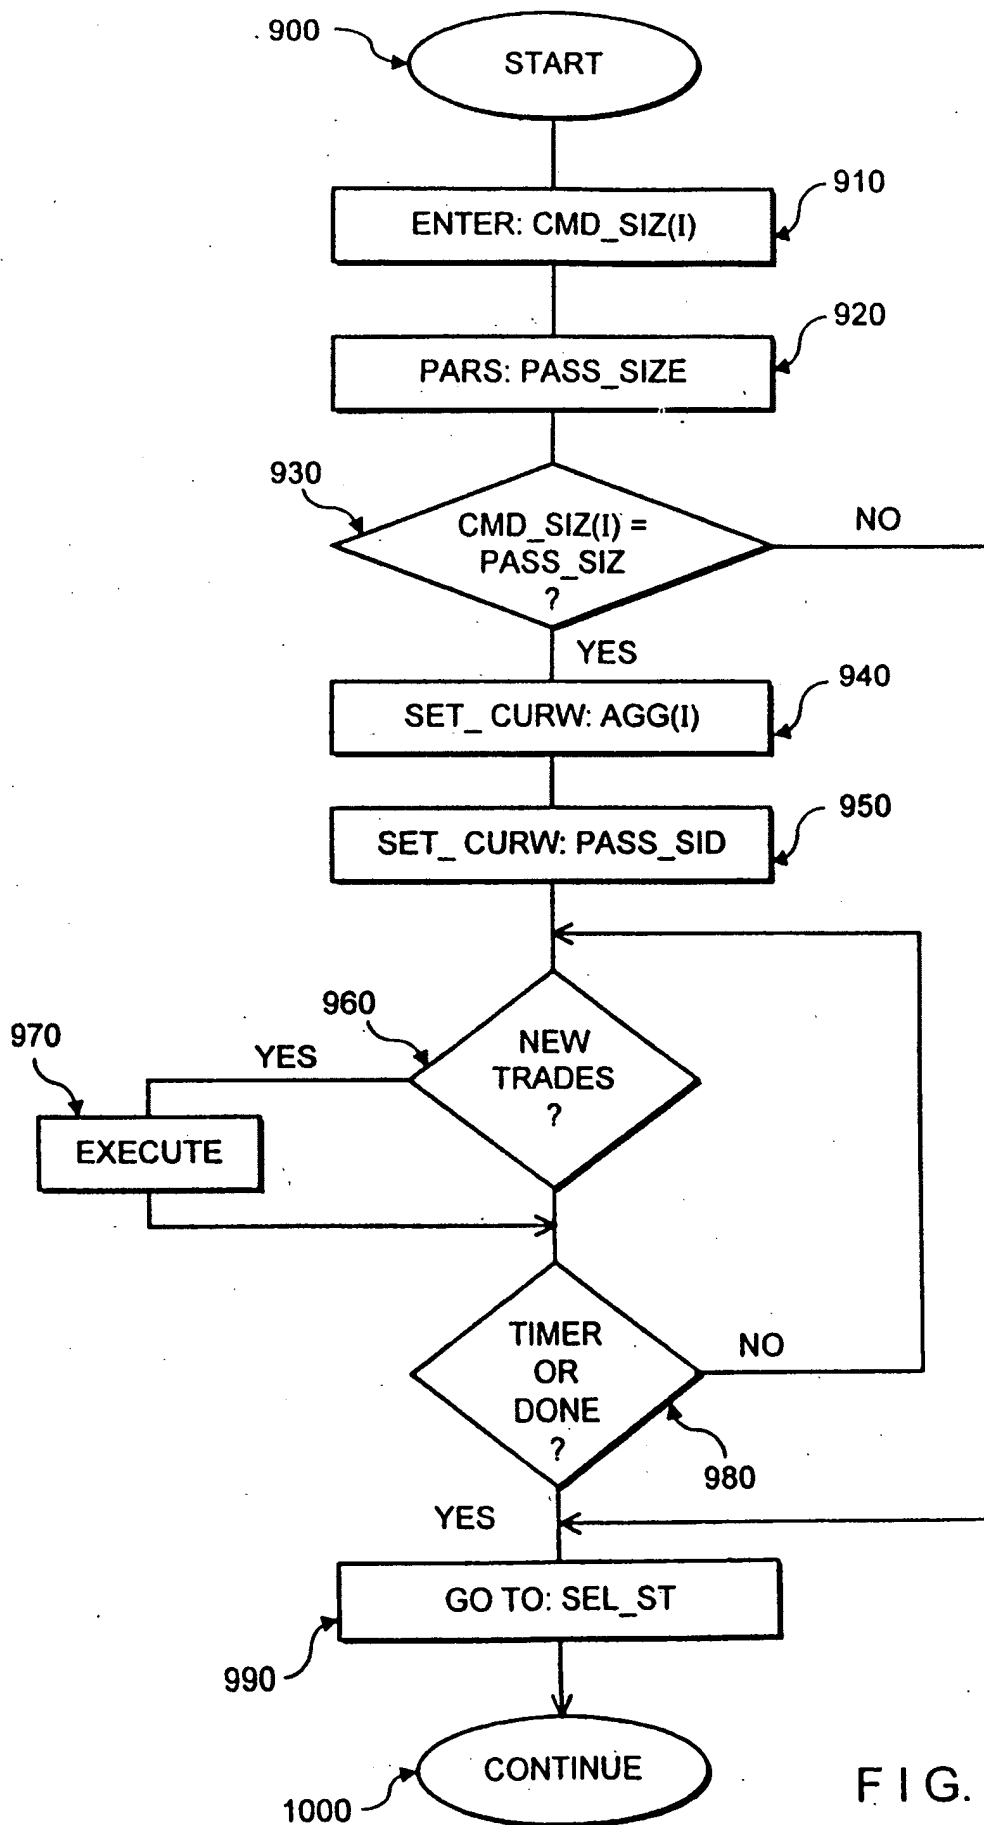 900
START
910
ENTER: CMD_SIZ(I)
920
PARS: PASS_SIZE
930
CMD_SIZ(I) =
PASS_SIZ
?
NO
YES
940
SET_ CURW: AGG(I)
950
SET_ CURW: PASS_SID
960
970
YES
NEW
TRADES
?
EXECUTE
TIMER
OR
DONE
?
NO
980
YES
GO TO: SEL_ST
990
CONTINUE
1000
FIG.